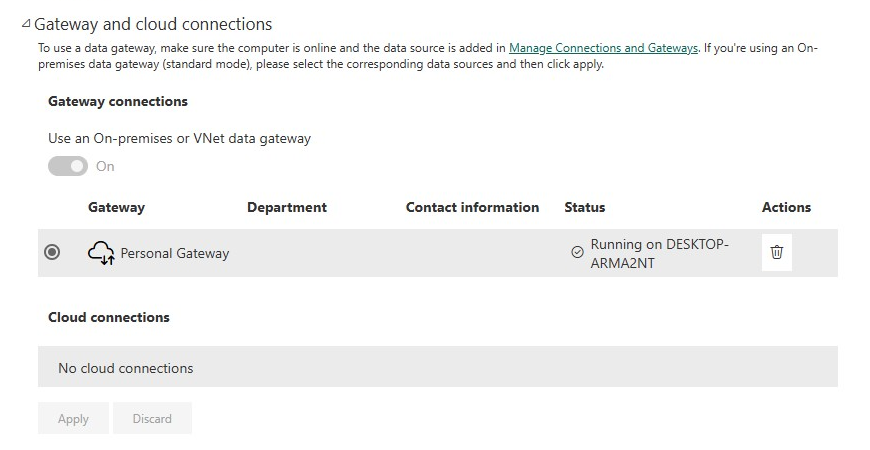 Gateway and cloud connections
To use a data gateway, make sure the computer is online and the data source is added in Manage Connections and Gateways. If you're using an On-
premises data gateway (standard mode), please select the corresponding data sources and then click apply.
Gateway connections
Use an On-premises or VNet data gateway
On
Gateway Department Contact information Status Actions
Personal Gateway
Running on DESKTOP-
ARMA2NT
Cloud connections
No cloud connections
Apply Discard